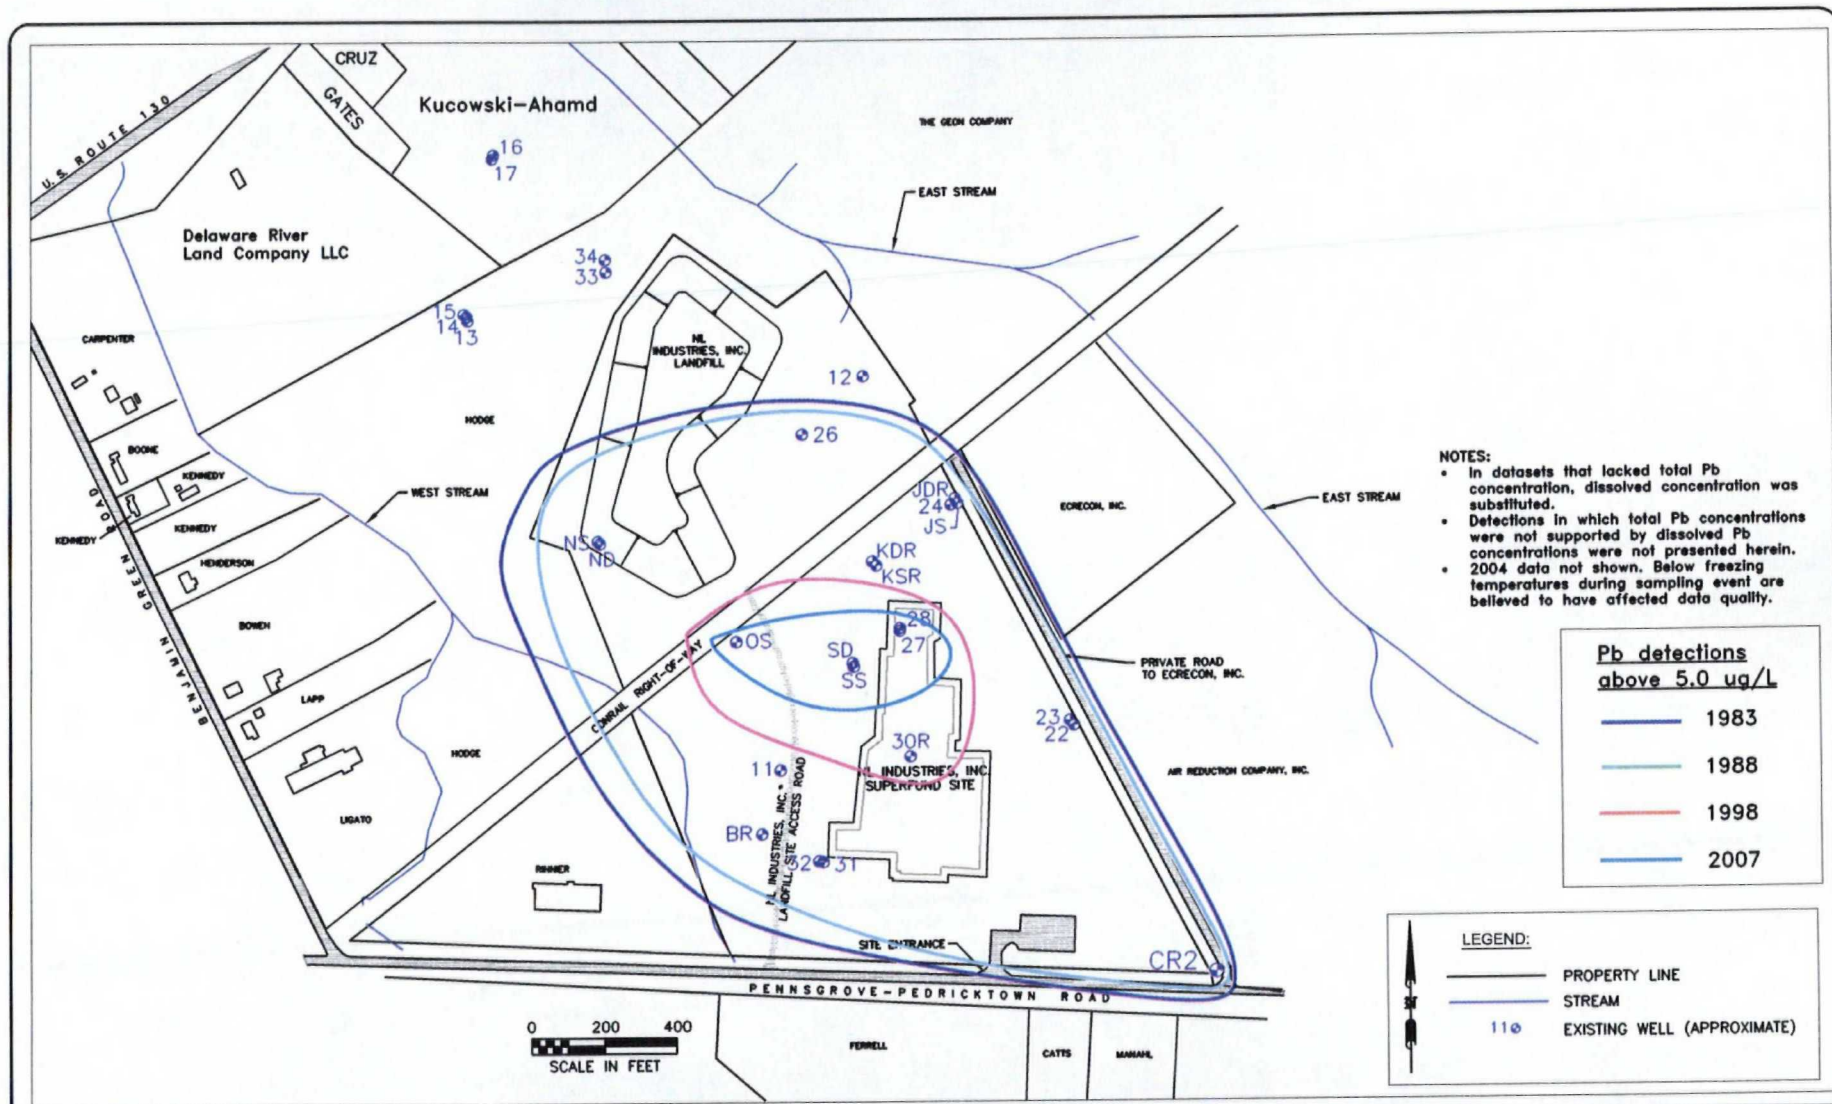 U.S. ROUTE 130
CRUZ
GATES
Kucowski-Ahamd
THE GEON COMPANY
16
17
EAST STREAM
Delaware River
Land Company LLC
34
33
15
14
13
CARPENTER
NL
INDUSTRIES, INC.
LANDFILL
12
HODGE
26
BOONE
KENNEDY
KENNEDY
KENNEDY
WEST STREAM
JDR
24
JS
ECRECON, INC.
EAST STREAM
NOTES:
• In datasets that lacked total Pb
concentration, dissolved concentration was
substituted.
• Detections in which total Pb concentrations
were not supported by dissolved Pb
concentrations were not presented herein.
• 2004 data not shown. Below freezing
temperatures during sampling event are
believed to have affected data quality.
NS
ND
KDR
KSR
HENDERSON
BENJAMIN GREEN ROAD
BOWEN
OS
28
27
SD
SS
CONRAIL RIGHT-OF-WAY
PRIVATE ROAD
TO ECRECON, INC.
LAPP
HODGE
23
22
30R
11
NL INDUSTRIES, INC.
SUPERFUND SITE
AIR REDUCTION COMPANY, INC.
UGATO
BR
32
31
NL INDUSTRIES, INC.
LANDFILL SITE ACCESS ROAD
RINNIER
SITE ENTRANCE
CR2
PENNSGROVE-PEDRICKTOWN ROAD
0 200 400
SCALE IN FEET
FERRELL
CATTS
MANAHL
Pb detections
above 5.0 ug/L
1983
1988
1998
2007
LEGEND:
PROPERTY LINE
STREAM
11 EXISTING WELL (APPROXIMATE)